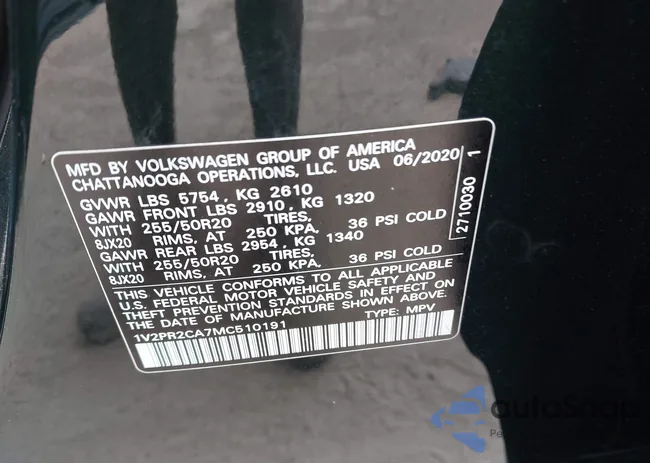 MFD BY VOLKSWAGEN GROUP OF AMERICA
CHATTANOOGA OPERATIONS, LLC. USA 06/2020
GVWR LBS 5754 , KG 2610
GAWR FRONT LBS 2910, KG 1320
WITH 255/50R20 TIRES,
8JX20 RIMS, AT 250 KPA. 36 PSI COLD
GAWR REAR LBS 2954, KG 1340
WITH 255/50R20 TIRES,
8JX20 RIMS, AT 250 KPA. 36 PSI COLD
THIS VEHICLE CONFORMS TO ALL APPLICABLE
U.S. FEDERAL MOTOR VEHICLE SAFETY AND
THEFT PREVENTION STANDARDS IN EFFECT ON
THE DATE OF MANUFACTURE SHOWN ABOVE.
1V2PR2CA7MC510191 TYPE: MPV
2710030 1